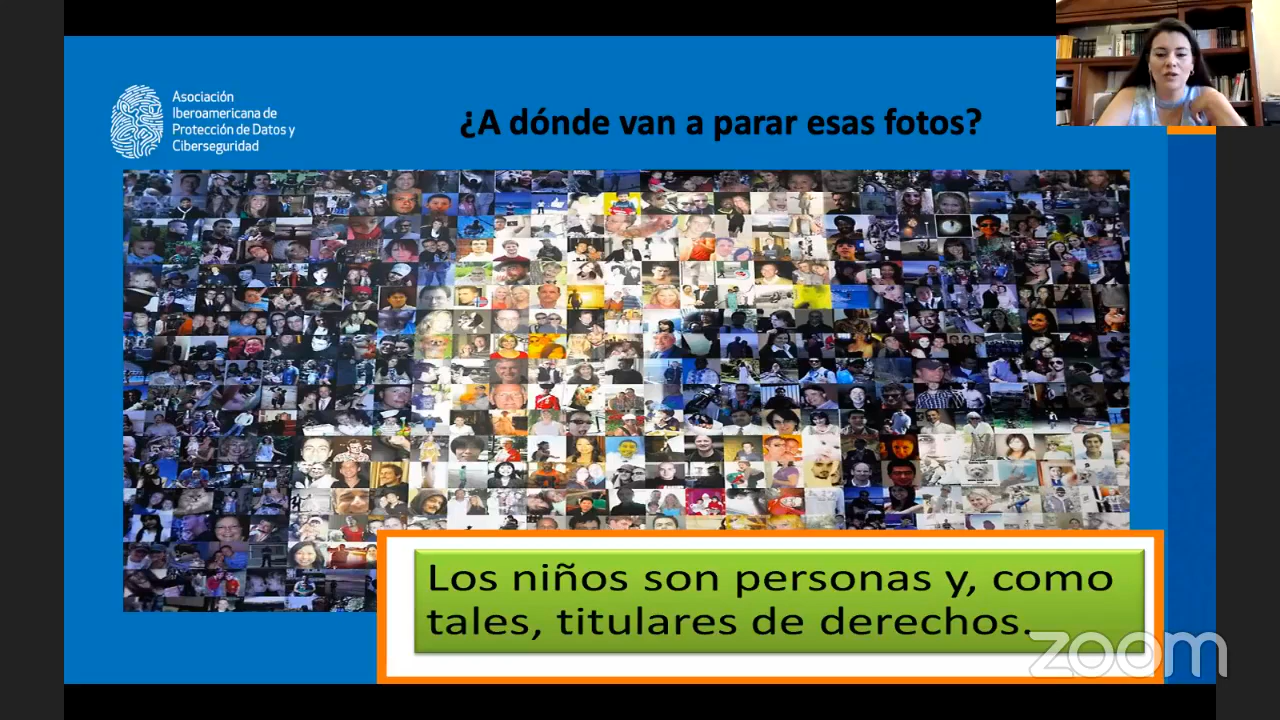 Asociación
Iberoamericana de
Protección de Datos y
Ciberseguridad
¿A dónde van a parar esas fotos?
Los niños son personas y, como
tales, titulares de derechos.
zoom